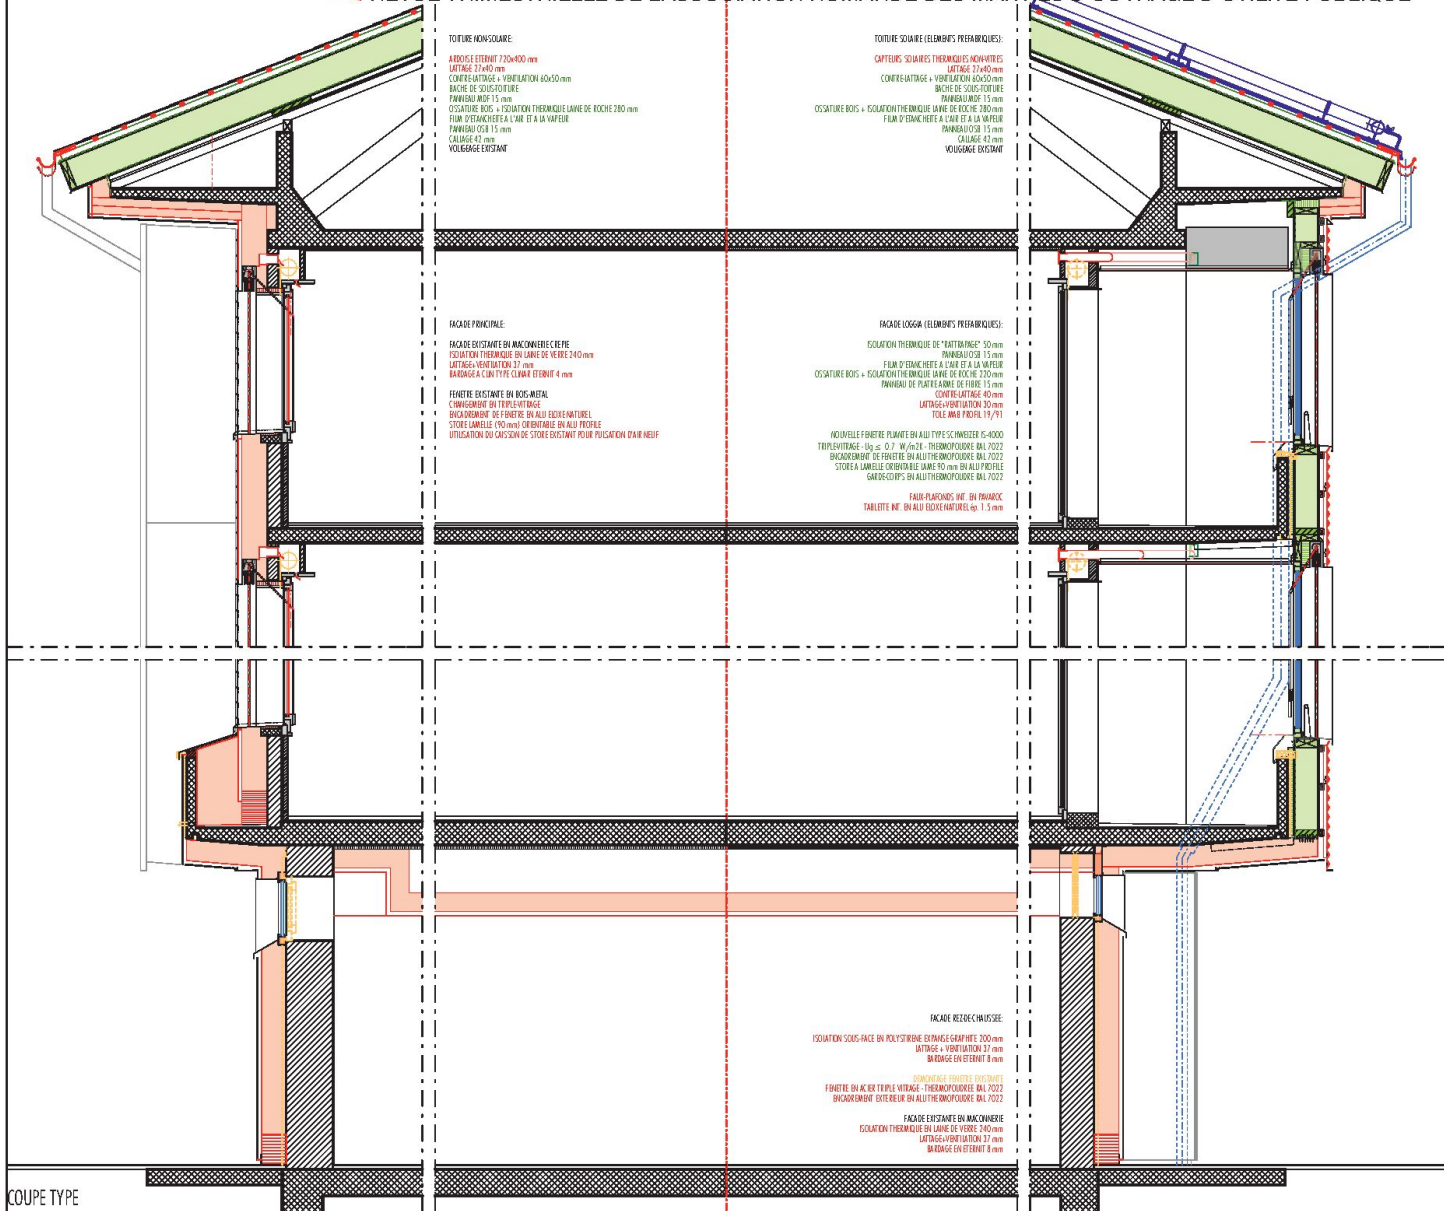 TOITURE NON-SOLAIRE:
ARDOISE ETERNIT 720x400 mm
LATTAGE 27x40 mm
CONTRE-LATTAGE + VENTILATION 60x50 mm
BACHE DE SOUS-TOITURE
PANNEAU MDF 15 mm
OSSATURE BOIS + ISOLATION THERMIQUE LAINE DE ROCHE 280 mm
FILM D'ETANCHEITE A L'AIR ET A LA VAPEUR
PANNEAU OSB 15 mm
CALLAGE 42 mm
VOLIGEAGE EXISTANT
TOITURE SOLAIRE (ELEMENTS PREFABRIQUES):
CAPTEURS SOLAIRES THERMIQUES NON-VITRES
LATTAGE 27x40 mm
CONTRE-LATTAGE + VENTILATION 60x50 mm
BACHE DE SOUS-TOITURE
PANNEAU MDF 15 mm
OSSATURE BOIS + ISOLATION THERMIQUE LAINE DE ROCHE 280 mm
FILM D'ETANCHEITE A L'AIR ET A LA VAPEUR
PANNEAU OSB 15 mm
CALLAGE 42 mm
VOLIGEAGE EXISTANT
FACADE PRINCIPALE:
FACADE EXISTANTE EN MACONNERIE CREPIE
ISOLATION THERMIQUE EN LAINE DE VERRE 240 mm
LATTAGE+VENTILATION 37 mm
BARDAGE A CLIN TYPE CLINAR ETERNIT 4 mm
FENETRE EXISTANTE EN BOIS-METAL
CHANGEMENT EN TRIPLE-VITRAGE
ENCADREMENT DE FENETRE EN ALU ELOXE NATUREL
STORE LAMELLE (90 mm) ORIENTABLE EN ALU PROFILE
UTILISATION DU CAISSON DE STORE EXISTANT POUR PULSATION D'AIR NEUF
FACADE LOGGIA (ELEMENTS PREFABRIQUES):
ISOLATION THERMIQUE DE "RATTRAPAGE" 50 mm
PANNEAU OSB 15 mm
FILM D'ETANCHEITE A L'AIR ET A LA VAPEUR
OSSATURE BOIS + ISOLATION THERMIQUE LAINE DE ROCHE 220 mm
PANNEAU DE PLATRE ARME DE FIBRE 15 mm
CONTRE-LATTAGE 40 mm
LATTAGE+VENTILATION 30 mm
TOLE MAB PROFIL 19/91
NOUVELLE FENETRE PLIANTE EN ALU TYPE SCHWEIZER IS-4000
TRIPLE-VITRAGE - Ug ≤ 0.7 W/m2K - THERMOPOUDRE RAL 7022
ENCADREMENT DE FENETRE EN ALU THERMOPOUDRE RAL 7022
STORE A LAMELLE ORIENTABLE LAME 90 mm EN ALU PROFILE
GARDE-CORPS EN ALU THERMOPOUDRE RAL 7022
FAUX-PLAFONDS INT. EN PAVAROC
TABLETTE INT. EN ALU ELOXE NATUREL ép. 1.5 mm
FACADE REZ-DE-CHAUSSEE:
ISOLATION SOUS-FACE EN POLYSTIRENE EXPANSE GRAPHITE 200 mm
LATTAGE + VENTILATION 37 mm
BARDAGE EN ETERNIT 8 mm
DEMONTAGE FENETRE EXISTANTE
FENETRE EN ACIER TRIPLE VITRAGE - THERMOPOUDREE RAL 7022
ENCADREMENT EXTERIEUR EN ALU THERMOPOUDRE RAL 7022
FACADE EXISTANTE EN MACONNERIE
ISOLATION THERMIQUE EN LAINE DE VERRE 240 mm
LATTAGE+VENTILATION 37 mm
BARDAGE EN ETERNIT 8 mm
COUPE TYPE